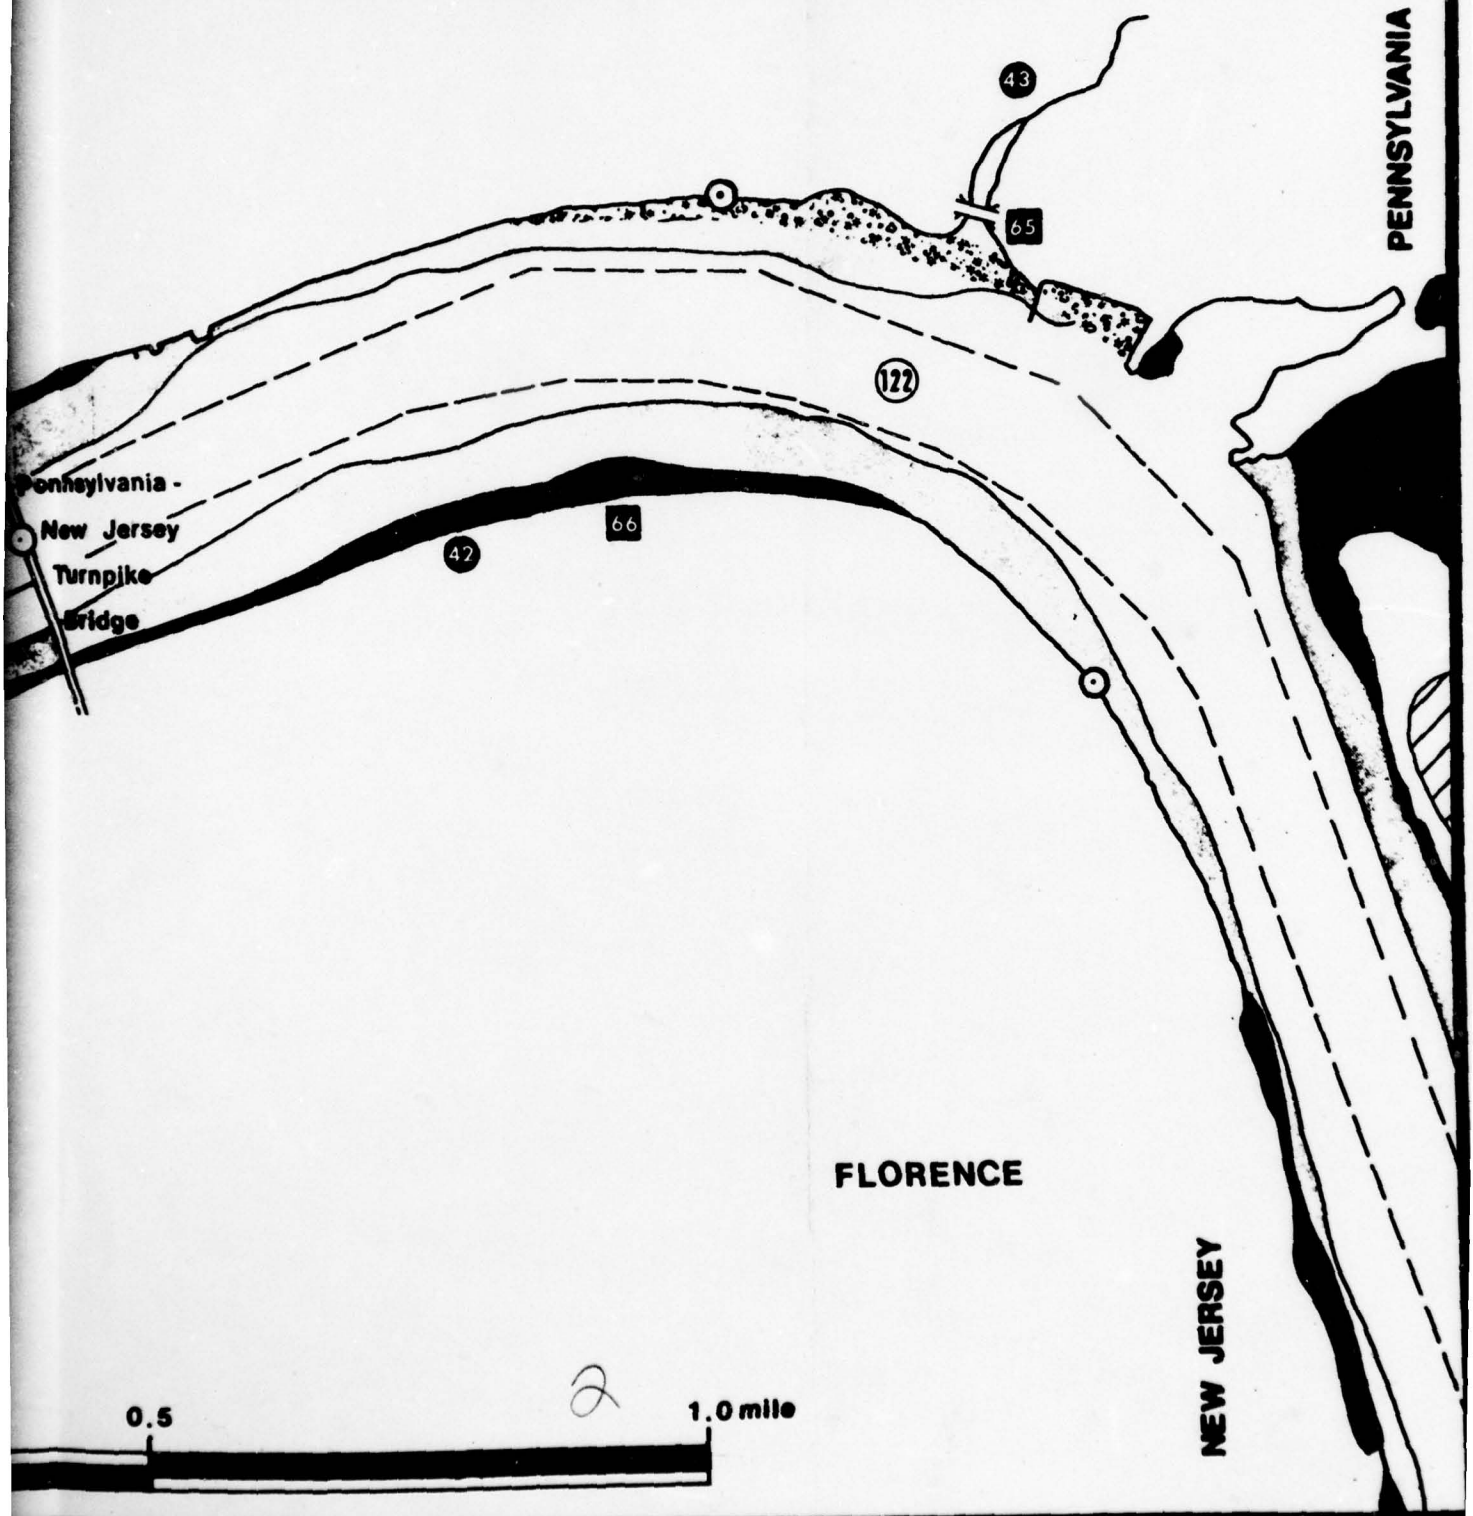 43
PENNSYLVANIA
65
122
Pennsylvania -
New Jersey
Turnpike
Bridge
66
42
FLORENCE
NEW JERSEY
2
0.5
1.0 mile